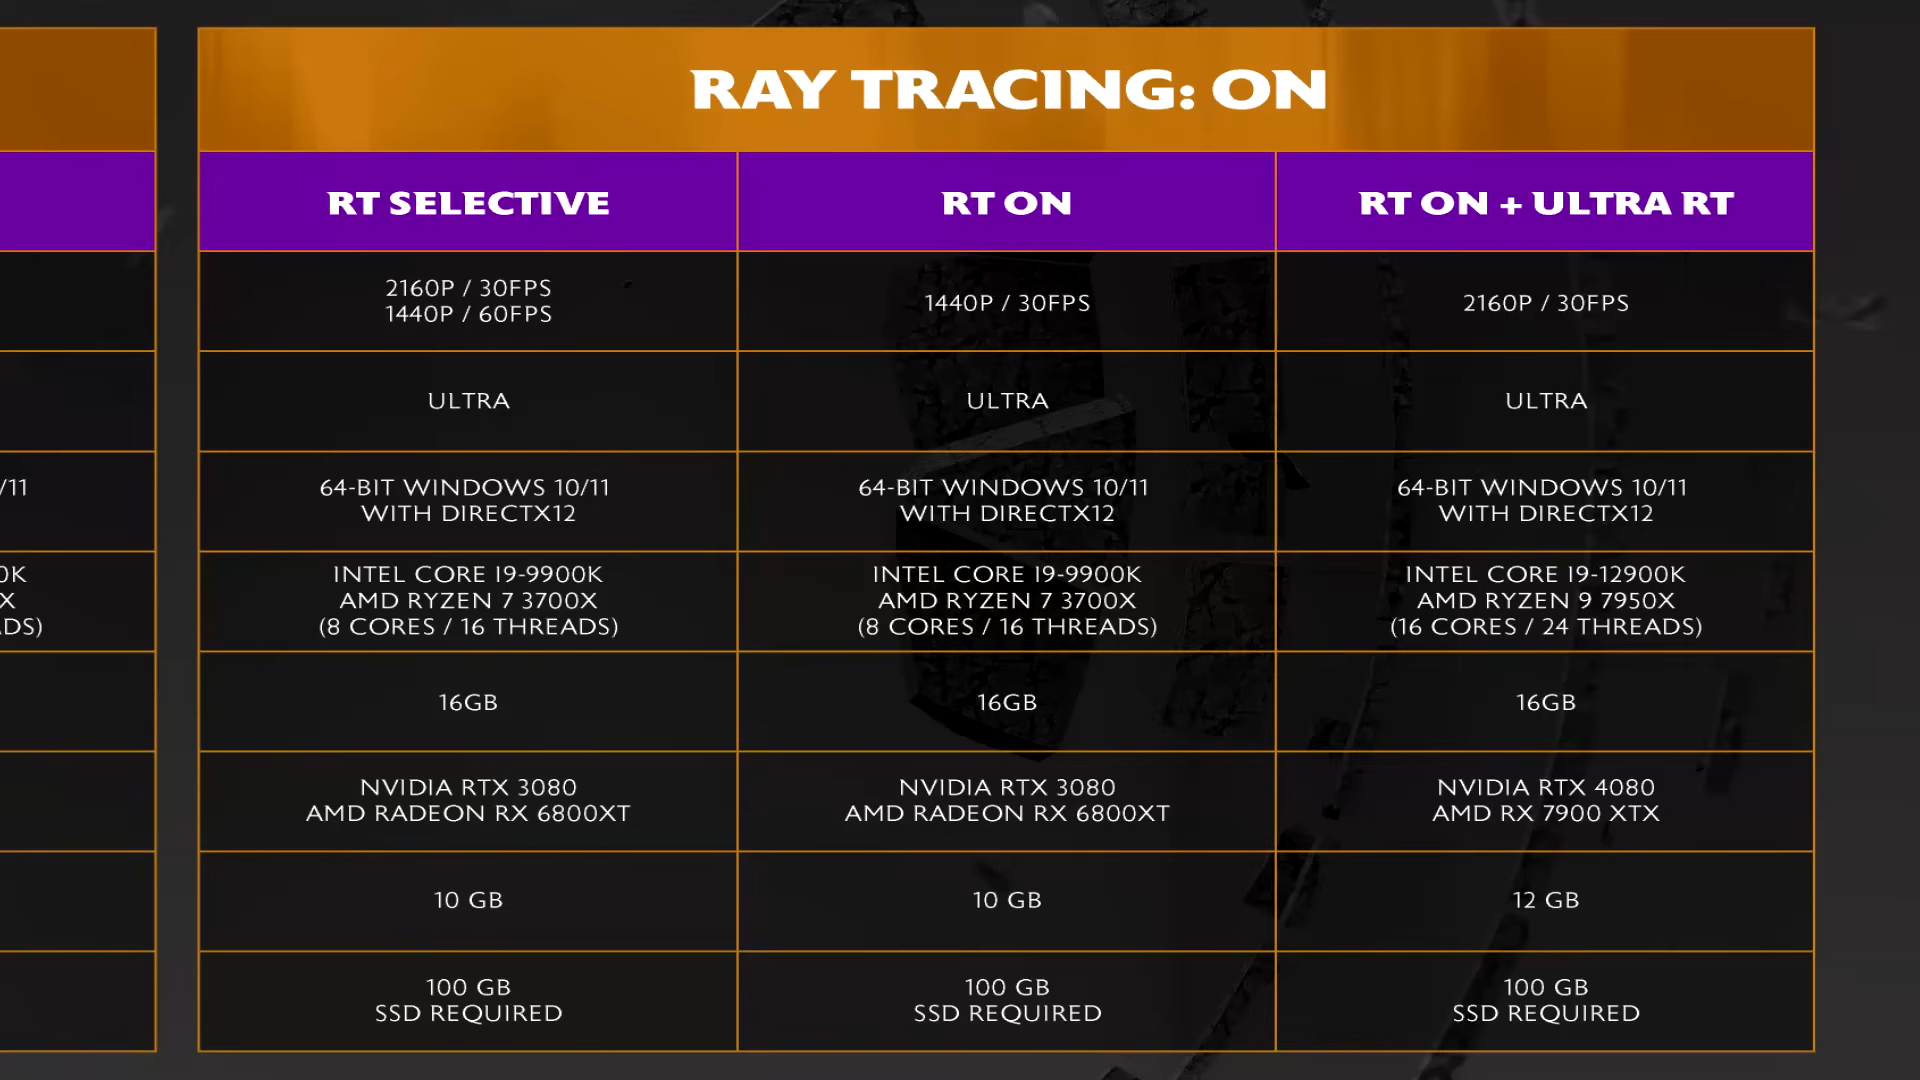 RAY TRACING: ON
RT SELECTIVE
RT ON
RT ON + ULTRA RT
2160P / 30FPS
1440P / 60FPS
1440P / 30FPS
2160P / 30FPS
ULTRA
ULTRA
ULTRA
/11
64-BIT WINDOWS 10/11
WITH DIRECTX12
64-BIT WINDOWS 10/11
WITH DIRECTX12
64-BIT WINDOWS 10/11
WITH DIRECTX12
0K
X
ADS)
INTEL CORE I9-9900K
AMD RYZEN 7 3700X
(8 CORES / 16 THREADS)
INTEL CORE I9-9900K
AMD RYZEN 7 3700X
(8 CORES / 16 THREADS)
INTEL CORE I9-12900K
AMD RYZEN 9 7950X
(16 CORES / 24 THREADS)
16GB
16GB
16GB
NVIDIA RTX 3080
AMD RADEON RX 6800XT
NVIDIA RTX 3080
AMD RADEON RX 6800XT
NVIDIA RTX 4080
AMD RX 7900 XTX
10 GB
10 GB
12 GB
100 GB
SSD REQUIRED
100 GB
SSD REQUIRED
100 GB
SSD REQUIRED